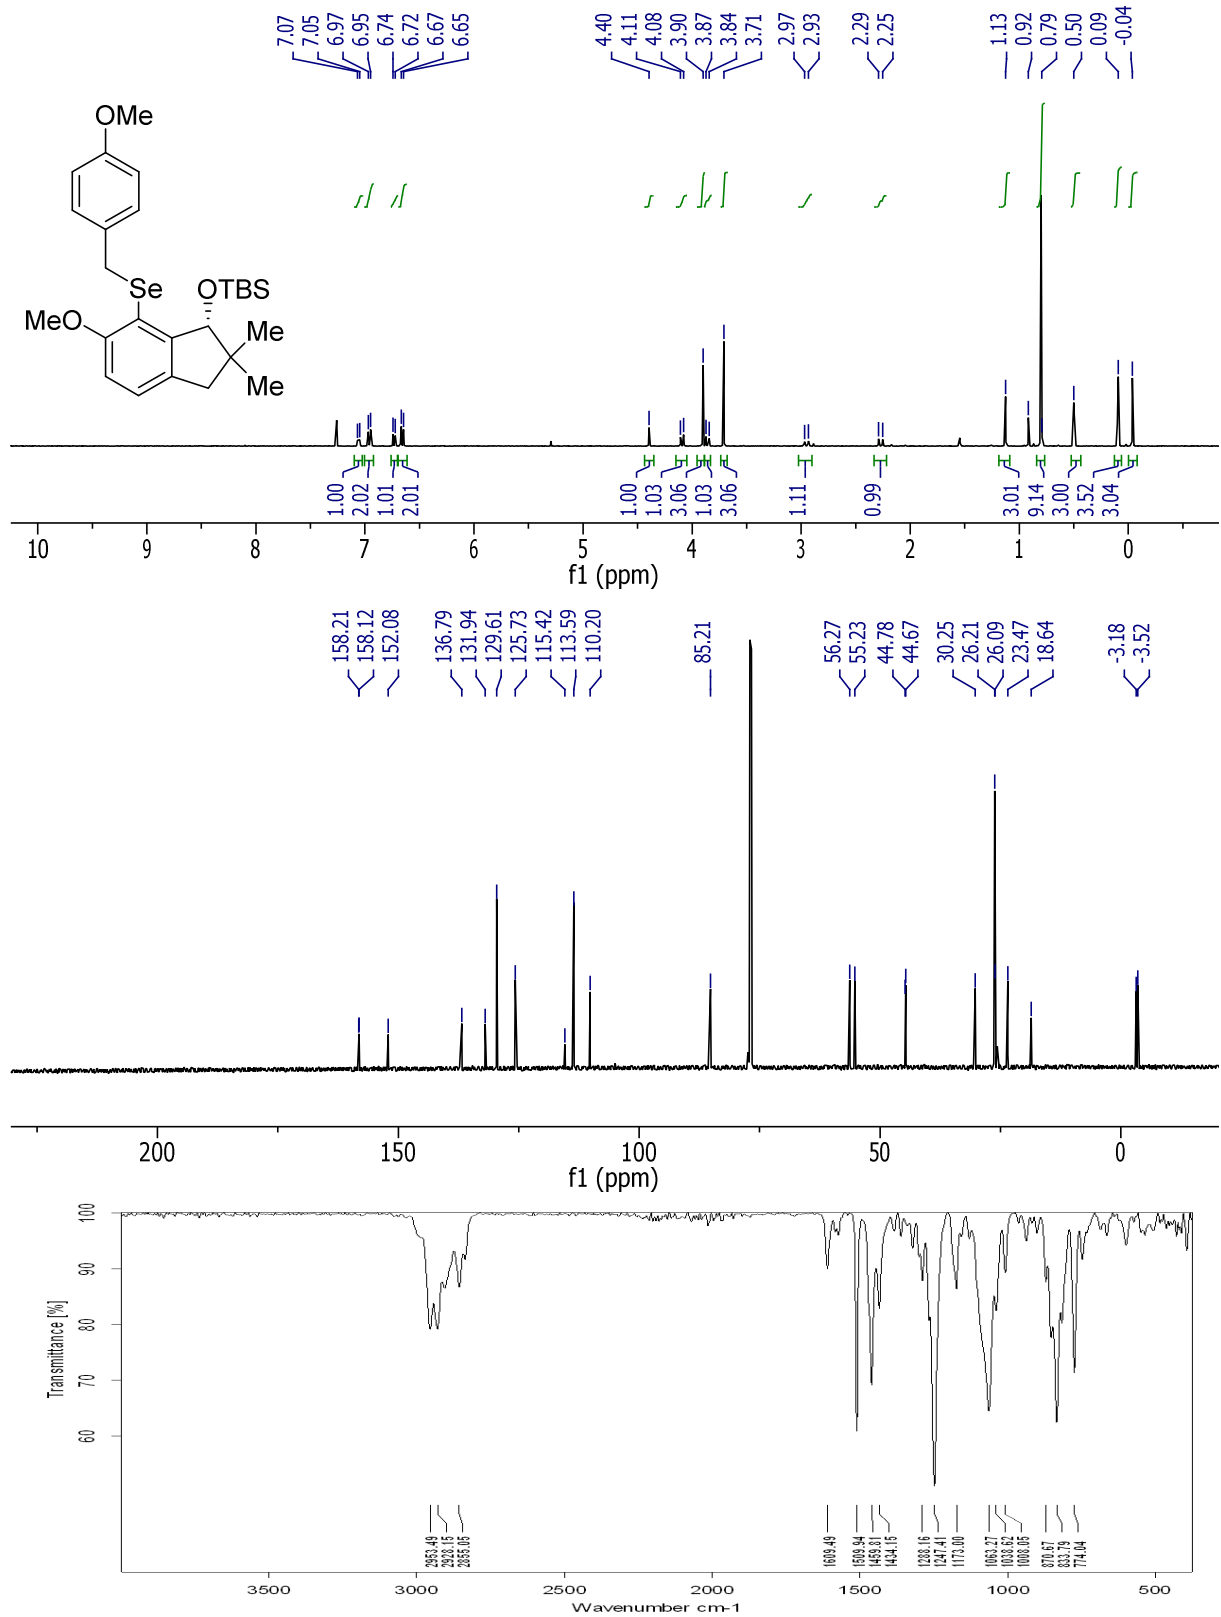 7.07 7.05 6.97 6.95 6.74 6.72 6.67 6.65 4.40 4.11 4.08 3.90 3.87 3.84 3.71 2.97 2.93 2.29 2.25 1.13 0.92 0.79 0.50 0.09 -0.04
OMe
Se
OTBS
MeO
Me
Me
1.00 2.02 1.01 2.01 1.00 1.03 3.06 1.03 3.06 1.11 0.99 3.01 9.14 3.00 3.52 3.04
10 9 8 7 6 5 4 3 2 1 0
f1 (ppm)
158.21 158.12 152.08 136.79 131.94 129.61 125.73 115.42 113.59 110.20 85.21 56.27 55.23 44.78 44.67 30.25 26.21 26.09 23.47 18.64 -3.18 -3.52
200 150 100 50 0
f1 (ppm)
Transmittance [%]
100
90
80
70
60
2953.49 2928.15 2855.05 1609.49 1509.94 1459.81 1434.15 1288.16 1247.41 1173.00 1063.27 1038.62 1008.05 870.67 833.79 774.04
3500 3000 2500 2000 1500 1000 500
Wavenumber cm-1